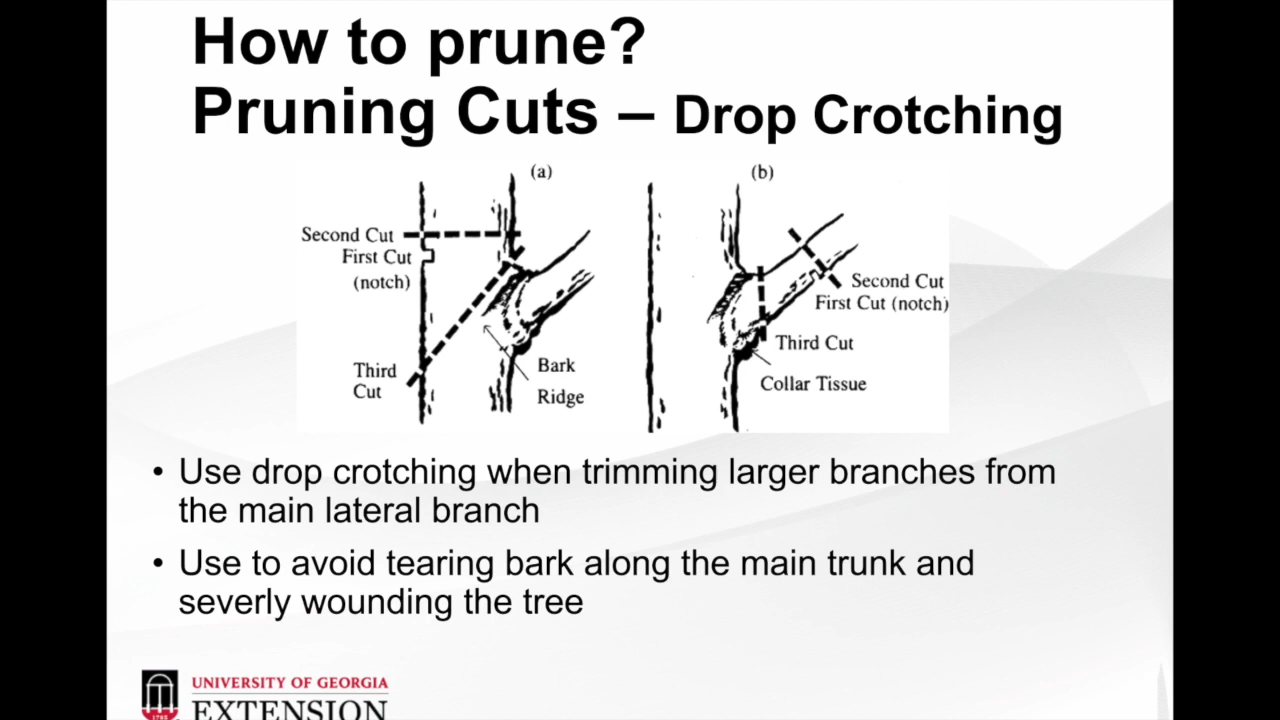 How to prune?
Pruning Cuts – Drop Crotching
(a)
Second Cut
First Cut
(notch)
Third
Cut
Bark
Ridge
(b)
Second Cut
First Cut (notch)
Third Cut
Collar Tissue
• Use drop crotching when trimming larger branches from
the main lateral branch
• Use to avoid tearing bark along the main trunk and
severly wounding the tree
1785
UNIVERSITY OF GEORGIA
EXTENSION